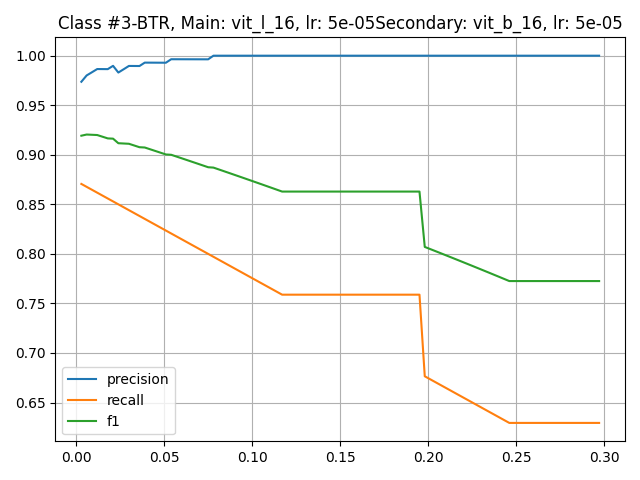 Class #3-BTR, Main: vit_l_16, lr: 5e-05Secondary: vit_b_16, lr: 5e-05
1.00
0.95
0.90
0.85
0.80
0.75
0.70
0.65
precision
recall
f1
0.00 0.05 0.10 0.15 0.20 0.25 0.30